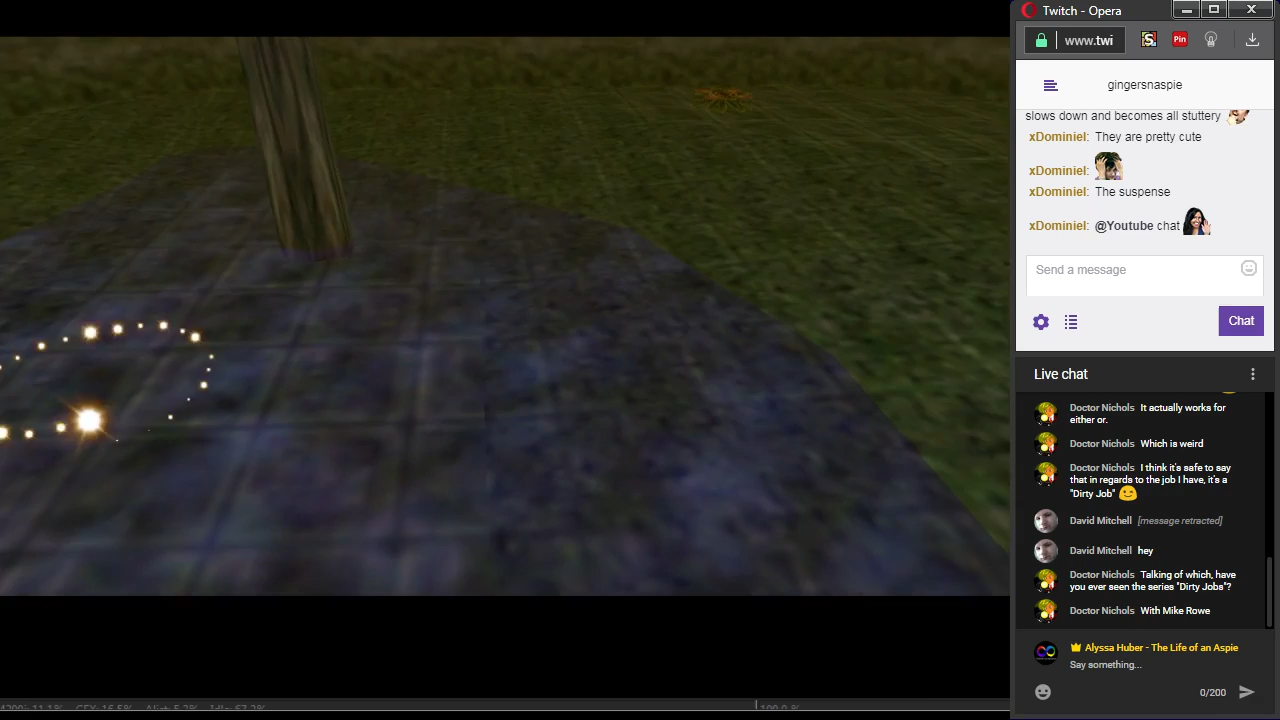 Twitch - Opera
www.twi
Pin
gingersnaspie
slows down and becomes all stuttery
xDominiel: They are pretty cute
xDominiel:
xDominiel: The suspense
xDominiel: @Youtube chat
Send a message
Chat
Live chat
Doctor Nichols It actually works for
either or.
Doctor Nichols Which is weird
Doctor Nichols I think it's safe to say
that in regards to the job I have, it's a
"Dirty Job"
David Mitchell [message retracted]
David Mitchell hey
Doctor Nichols Talking of which, have
you ever seen the series "Dirty Jobs"?
Doctor Nichols With Mike Rowe
Alyssa Huber - The Life of an Aspie
Say something...
0/200